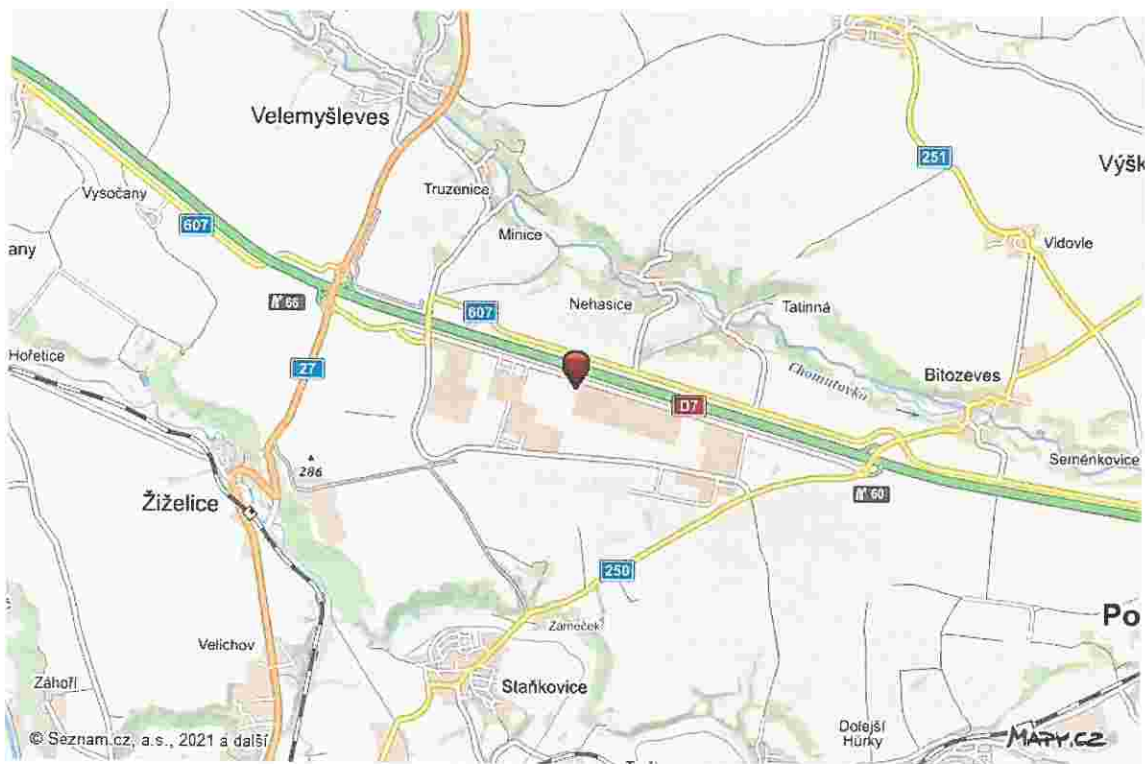 Velemyšleves
251
Výšk
Truzenice
Vysočany
607
Minice
Vidovle
any
Nehasice
Tatinná
66
607
Hořetice
27
Chomutovka
Bitozeves
D7
286
Seménkovice
Žiželice
60
250
Zámeček
Po
Velichov
Záhoří
Staňkovice
Dolejší
Hůrky
© Seznam.cz, a.s., 2021 a další
MAPY.CZ